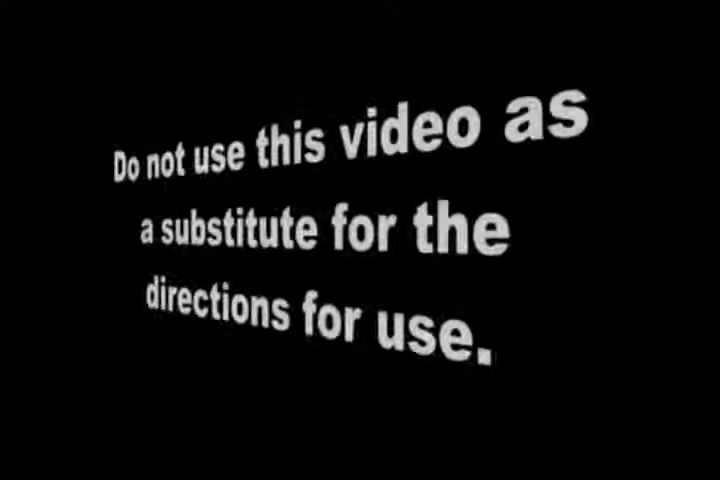 Do not use this video as
a substitute for the
directions for use.